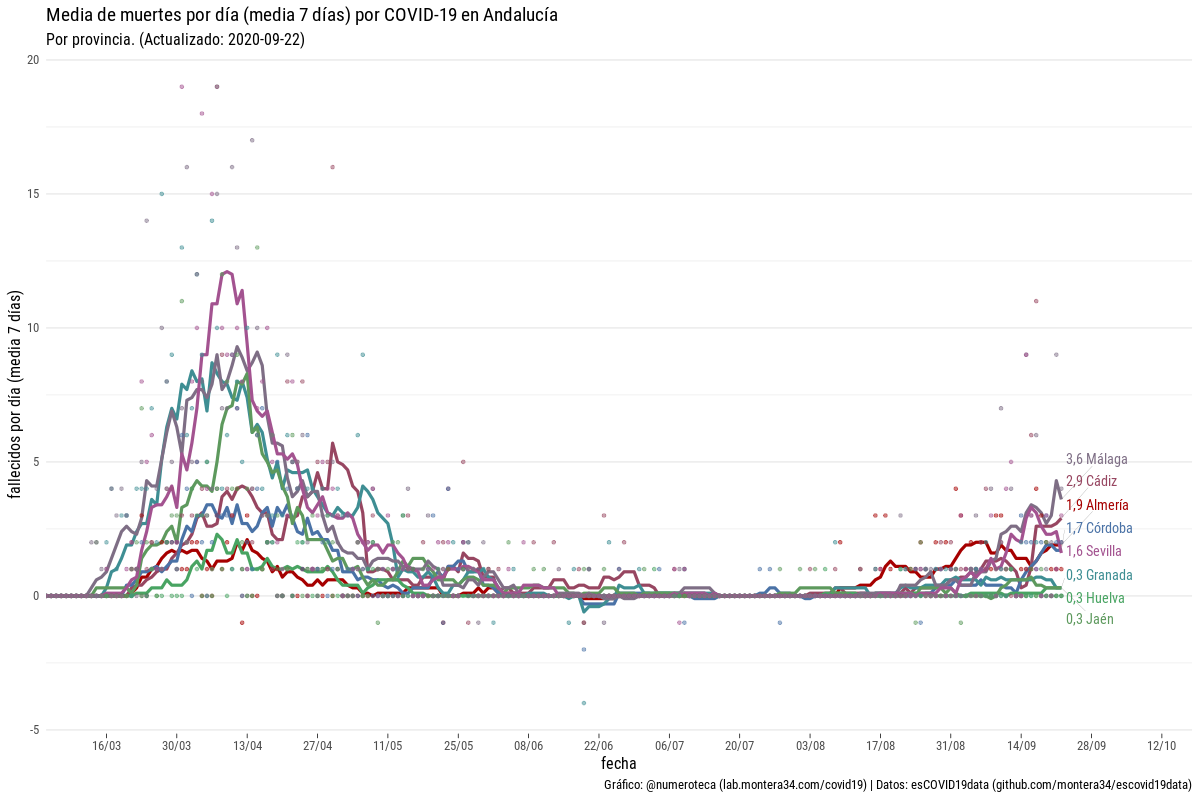 Media de muertes por día (media 7 días) por COVID-19 en Andalucía
Por provincia. (Actualizado: 2020-09-22)
fallecidos por día (media 7 días)
20
15
10
5
0
-5
3,6 Málaga
2,9 Cádiz
1,9 Almería
1,7 Córdoba
1,6 Sevilla
0,3 Granada
0,3 Huelva
0,3 Jaén
16/03 30/03 13/04 27/04 11/05 25/05 08/06 22/06 06/07 20/07 03/08 17/08 31/08 14/09 28/09 12/10
fecha
Gráfico: @numeroteca (lab.montera34.com/covid19) | Datos: esCOVID19data (github.com/montera34/escovid19data)